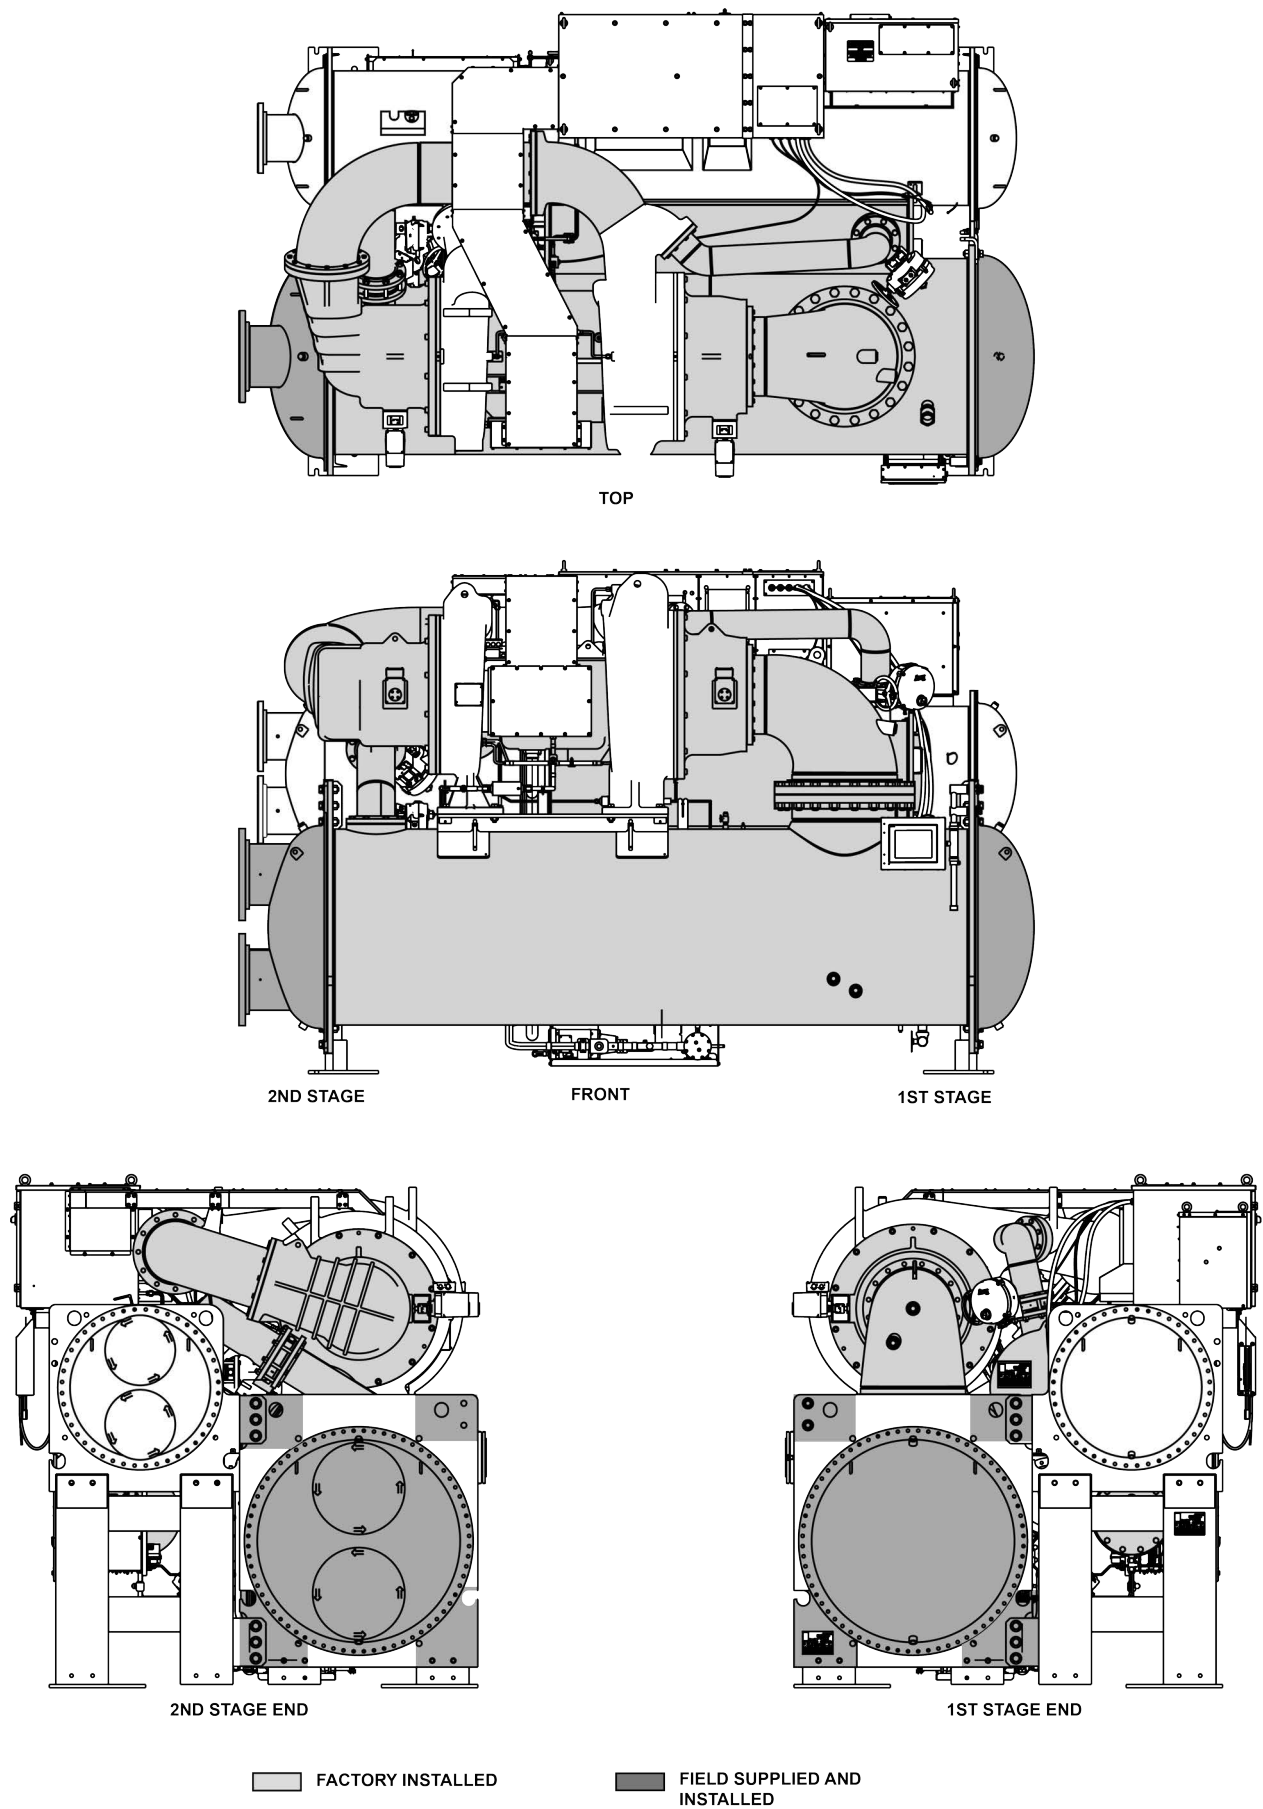 TOP
2ND STAGE
FRONT
1ST STAGE
2ND STAGE END
1ST STAGE END
FACTORY INSTALLED
FIELD SUPPLIED AND
INSTALLED